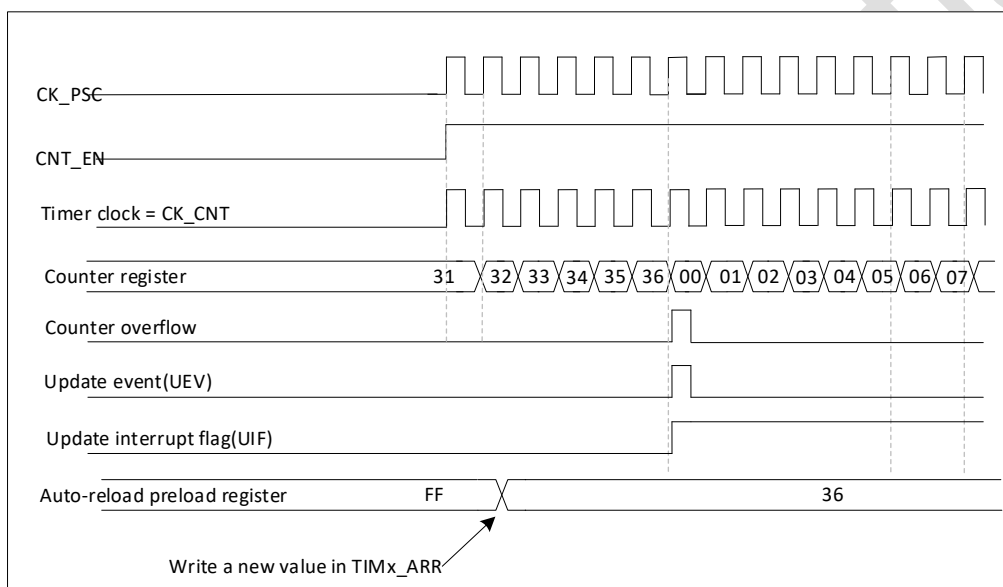 CK_PSC
CNT_EN
Timer clock = CK_CNT
Counter register 31 32 33 34 35 36 00 01 02 03 04 05 06 07
Counter overflow
Update event(UEV)
Update interrupt flag(UIF)
Auto-reload preload register FF 36
Write a new value in TIMx_ARR